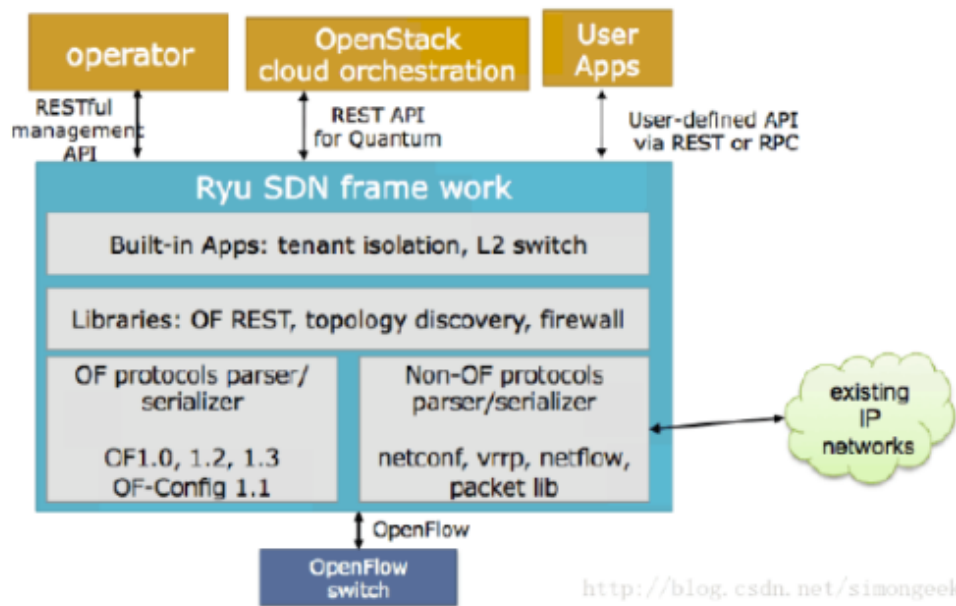 operator
OpenStack
cloud orchestration
User
Apps
RESTful
management
API
REST API
for Quantum
User-defined API
via REST or RPC
Ryu SDN frame work
Built-in Apps: tenant isolation, L2 switch
Libraries: OF REST, topology discovery, firewall
OF protocols parser/
serializer
OF1.0, 1.2, 1.3
OF-Config 1.1
Non-OF protocols
parser/serializer
netconf, vrrp, netflow,
packet lib
existing
IP
networks
OpenFlow
OpenFlow
switch
http://blog.csdn.net/simongeek